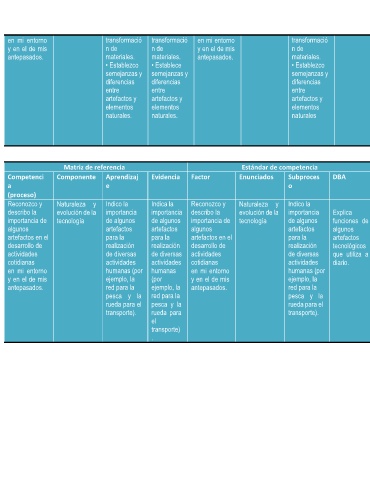 en mi entorno
y en el de mis
antepasados.
transformació
n de
materiales.
• Establezco
semejanzas y
diferencias
entre
artefactos y
elementos
naturales.
transformació
n de
materiales.
• Establece
semejanzas y
diferencias
entre
artefactos y
elementos
naturales.
en mi entorno
y en el de mis
antepasados.
transformació
n de
materiales.
• Establezco
semejanzas y
diferencias
entre
artefactos y
elementos
naturales
Matriz de referencia
Estándar de competencia
Competenci
a
(proceso)
Componente
Aprendizaj
e
Evidencia
Factor
Enunciados
Subproces
o
DBA
Reconozco y
describo la
importancia de
algunos
artefactos en el
desarrollo de
actividades
cotidianas
en mi entorno
y en el de mis
antepasados.
Naturaleza y
evolución de la
tecnología
Indico la
importancia
de algunos
artefactos
para la
realización
de diversas
actividades
humanas (por
ejemplo, la
red para la
pesca y la
rueda para el
transporte).
Indica la
importancia
de algunos
artefactos
para la
realización
de diversas
actividades
humanas
(por
ejemplo, la
red para la
pesca y la
rueda para
el
transporte)
Reconozco y
describo la
importancia de
algunos
artefactos en el
desarrollo de
actividades
cotidianas
en mi entorno
y en el de mis
antepasados.
Naturaleza y
evolución de la
tecnología
Indico la
importancia
de algunos
artefactos
para la
realización
de diversas
actividades
humanas (por
ejemplo, la
red para la
pesca y la
rueda para el
transporte).
Explica
funciones de
algunos
artefactos
tecnológicos
que utiliza a
diario.